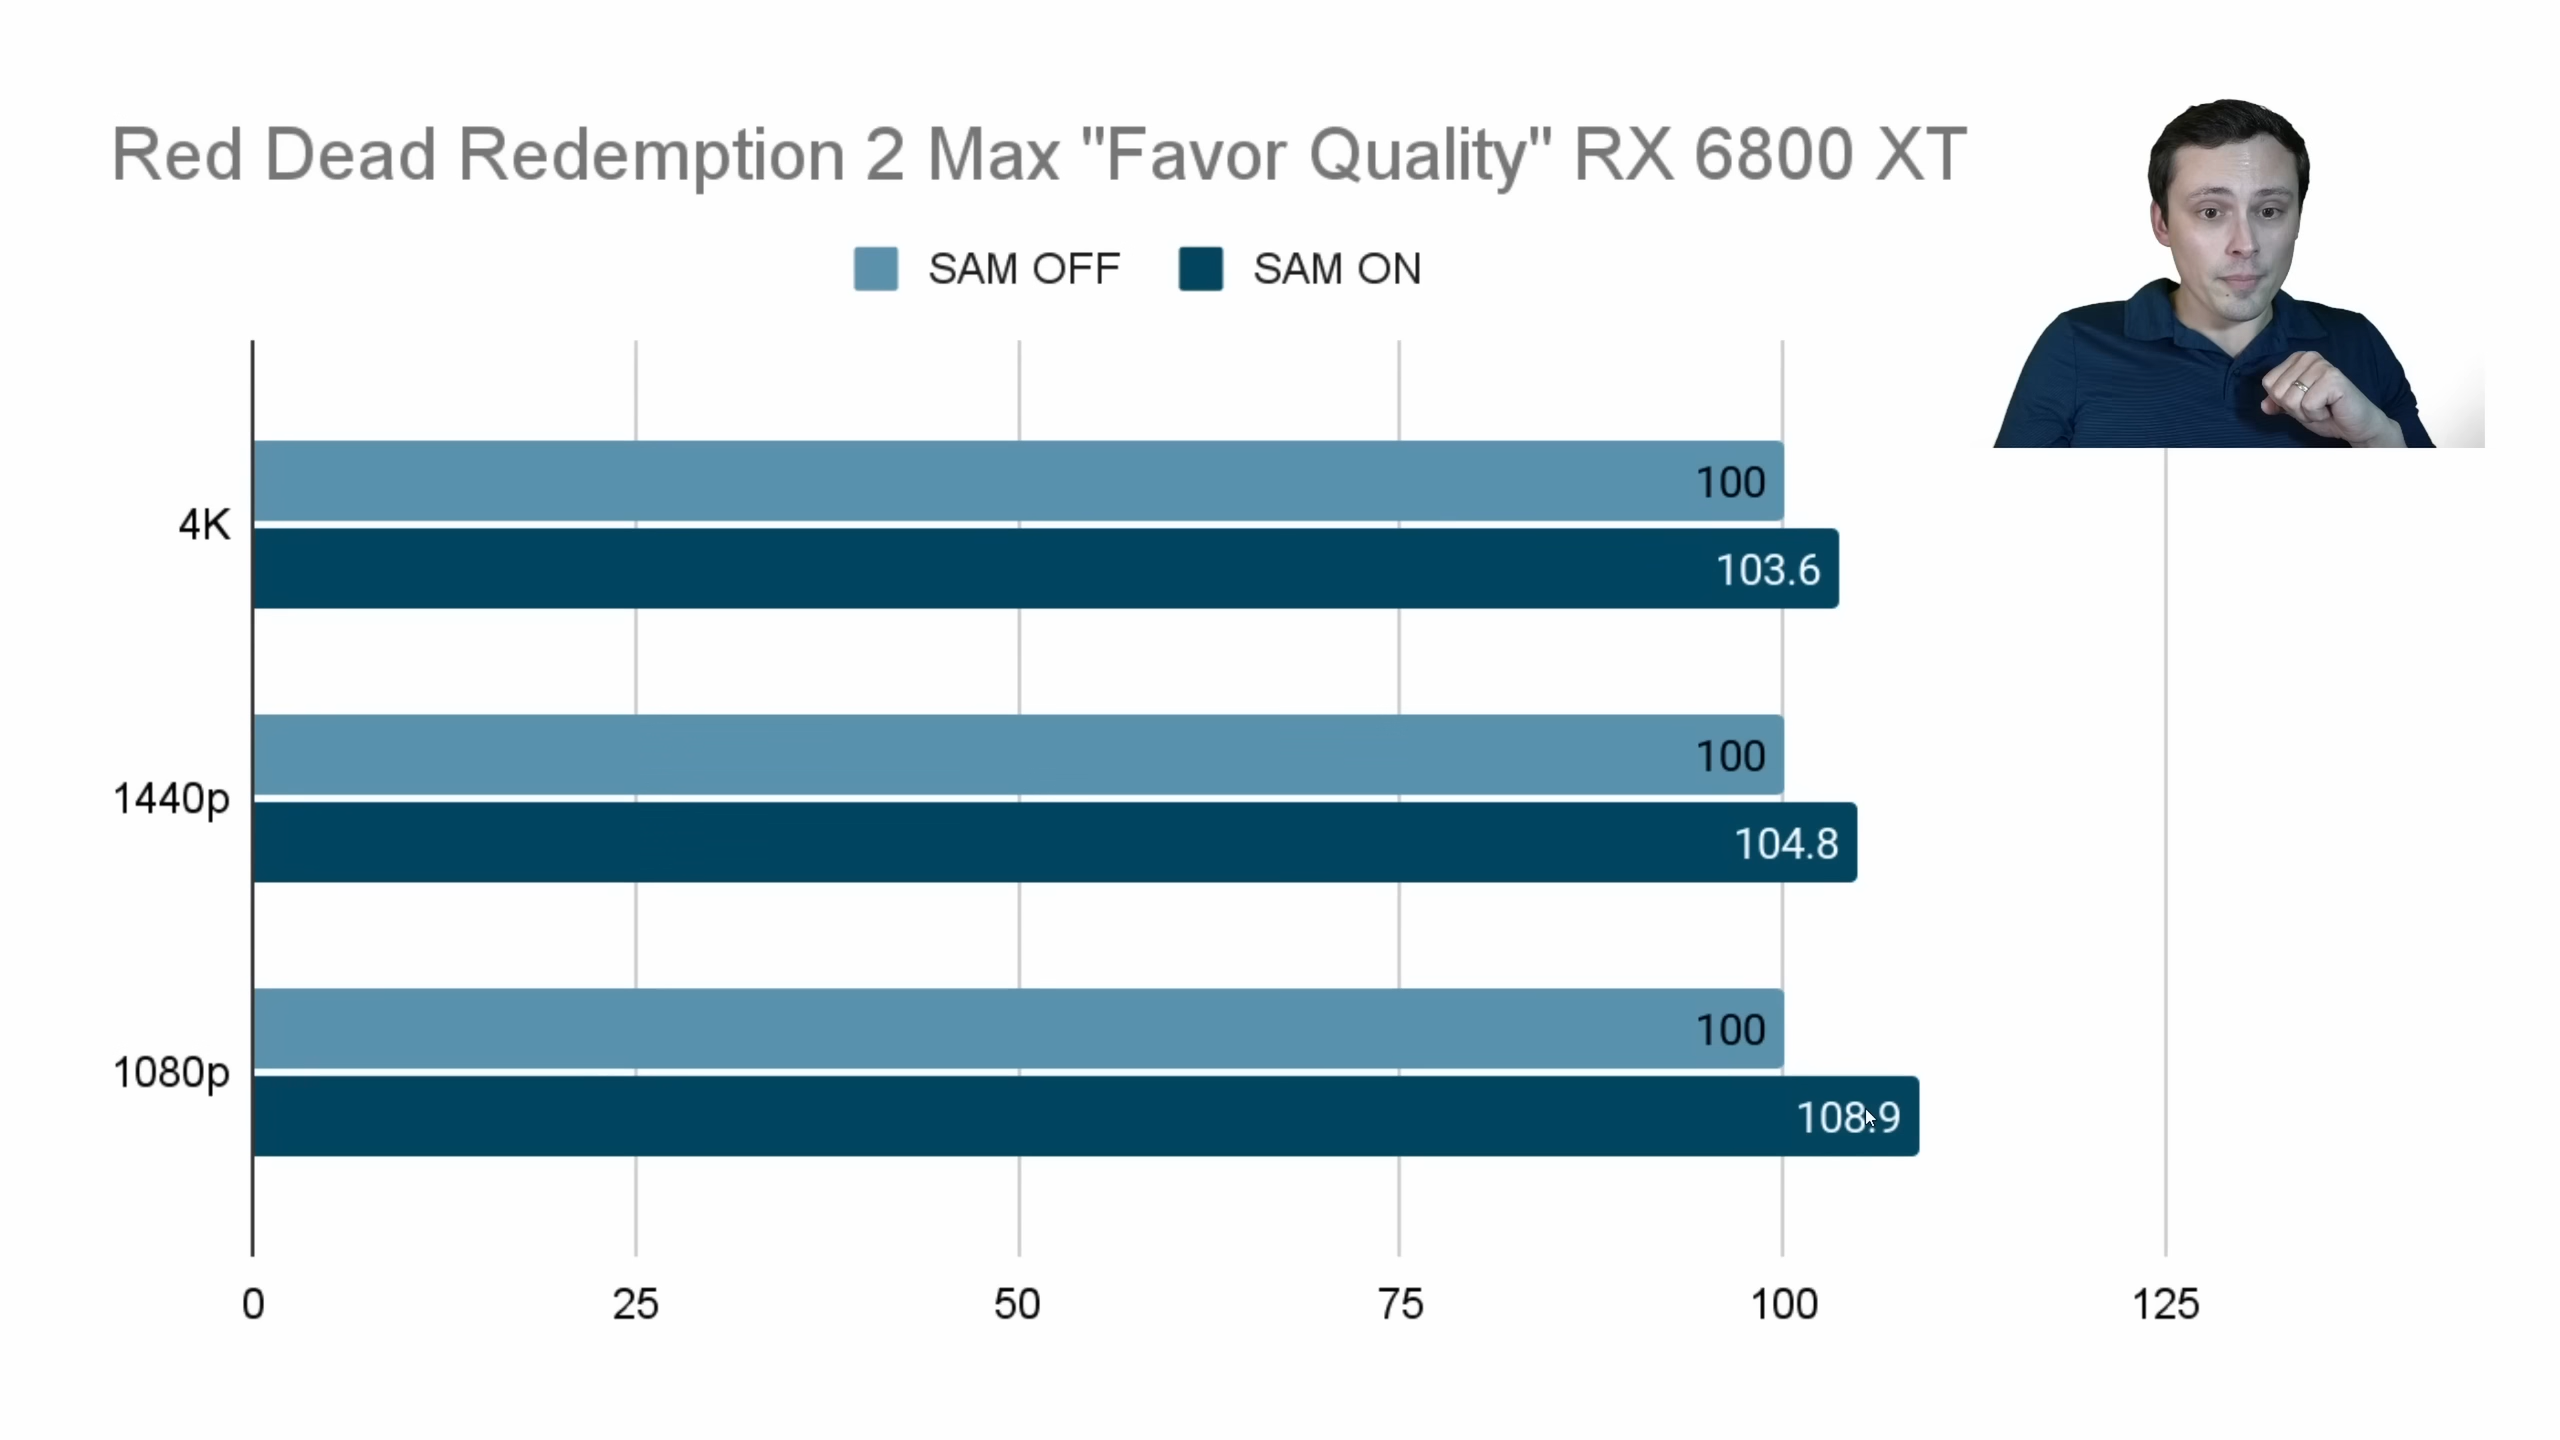 Red Dead Redemption 2 Max "Favor Quality" RX 6800 XT
SAM OFF SAM ON
100
4K
103.6
100
1440p
104.8
100
1080p
108.9
0 25 50 75 100 125